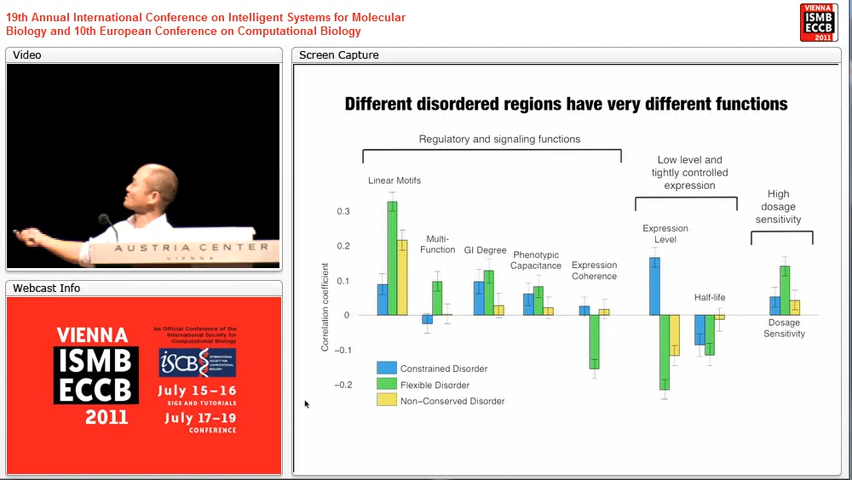 19th Annual International Conference on Intelligent Systems for Molecular
Biology and 10th European Conference on Computational Biology
VIENNA
ISMB
ECCB
2011
Video
AUSTRIA CENTER
VIENNA
Webcast Info
VIENNA
ISMB
ECCB
2011
An Official Conference of the
International Society for
Computational Biology
ISCB
INTERNATIONAL
SOCIETY FOR
COMPUTATIONAL
BIOLOGY
July 15–16
SIGS AND TUTORIALS
July 17–19
CONFERENCE
Screen Capture
Different disordered regions have very different functions
Regulatory and signaling functions
Low level and
tightly controlled
expression
High
dosage
sensitivity
Linear Motifs
Multi-
Function
GI Degree
Phenotypic
Capacitance
Expression
Coherence
Expression
Level
Half-life
Dosage
Sensitivity
Correlation coefficient
0.3
0.2
0.1
0
−0.1
−0.2
Constrained Disorder
Flexible Disorder
Non−Conserved Disorder